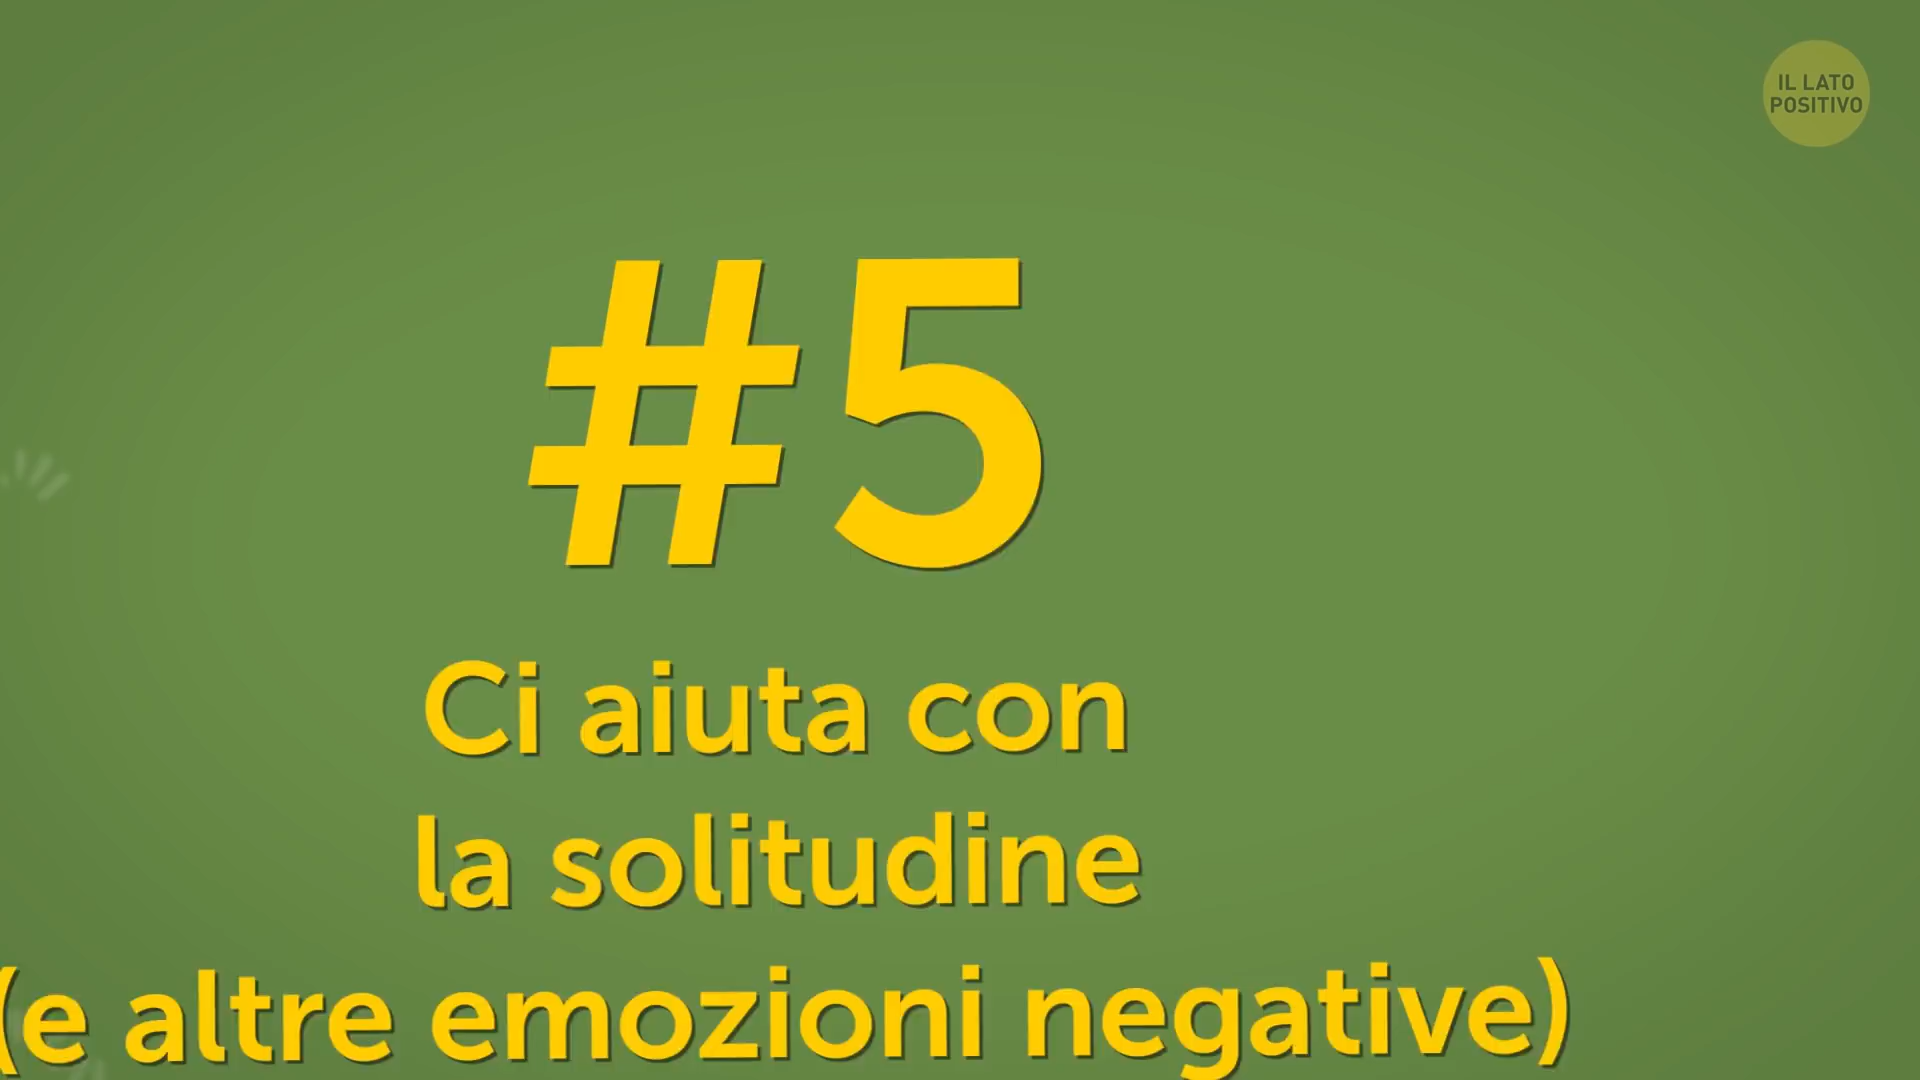 IL LATO
POSITIVO
#5
Ci aiuta con
la solitudine
(e altre emozioni negative)